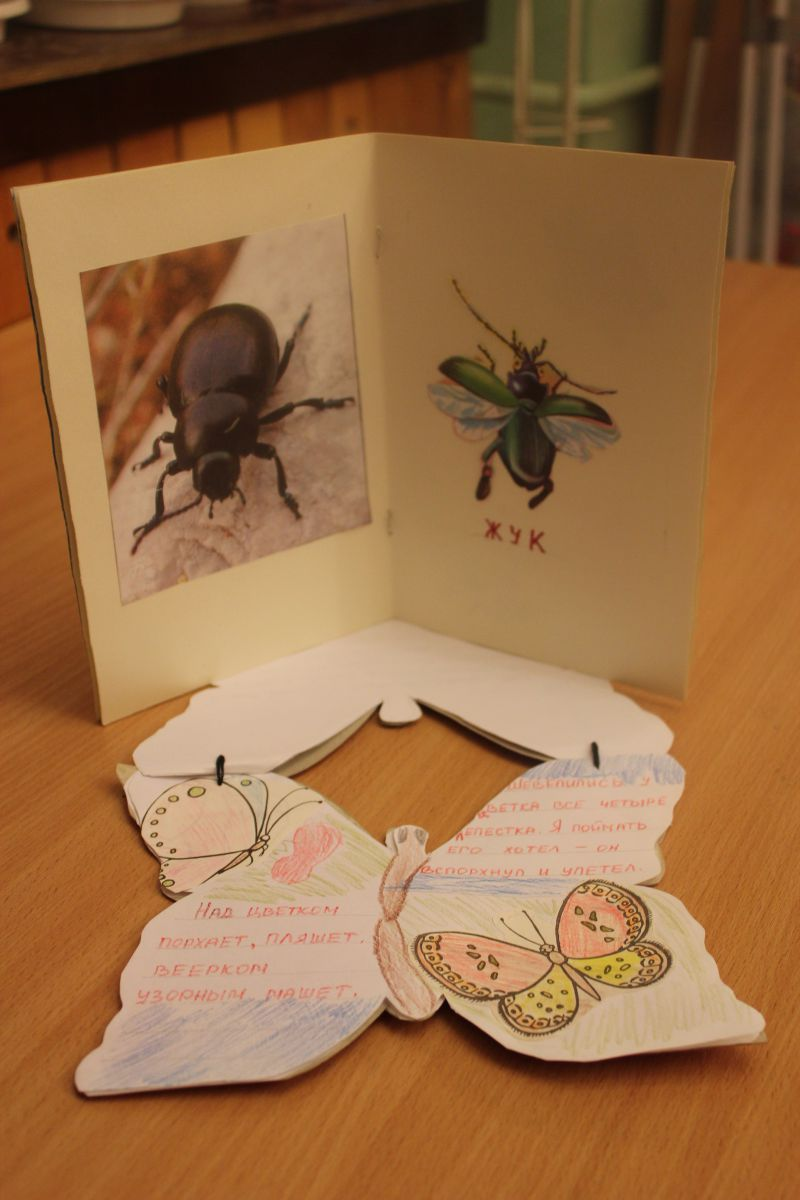 ЖУК
ШЕВЕЛИЛИСЬ У
ЦВЕТКА ВСЕ ЧЕТЫРЕ
ЛЕПЕСТКА. Я ПОЙМАТЬ
ЕГО ХОТЕЛ – ОН
ВСПОРХНУЛ И УЛЕТЕЛ.
НАД ЦВЕТКОМ
ПОРХАЕТ, ПЛЯШЕТ.
ВЕЕРКОМ
УЗОРНЫМ МАШЕТ.